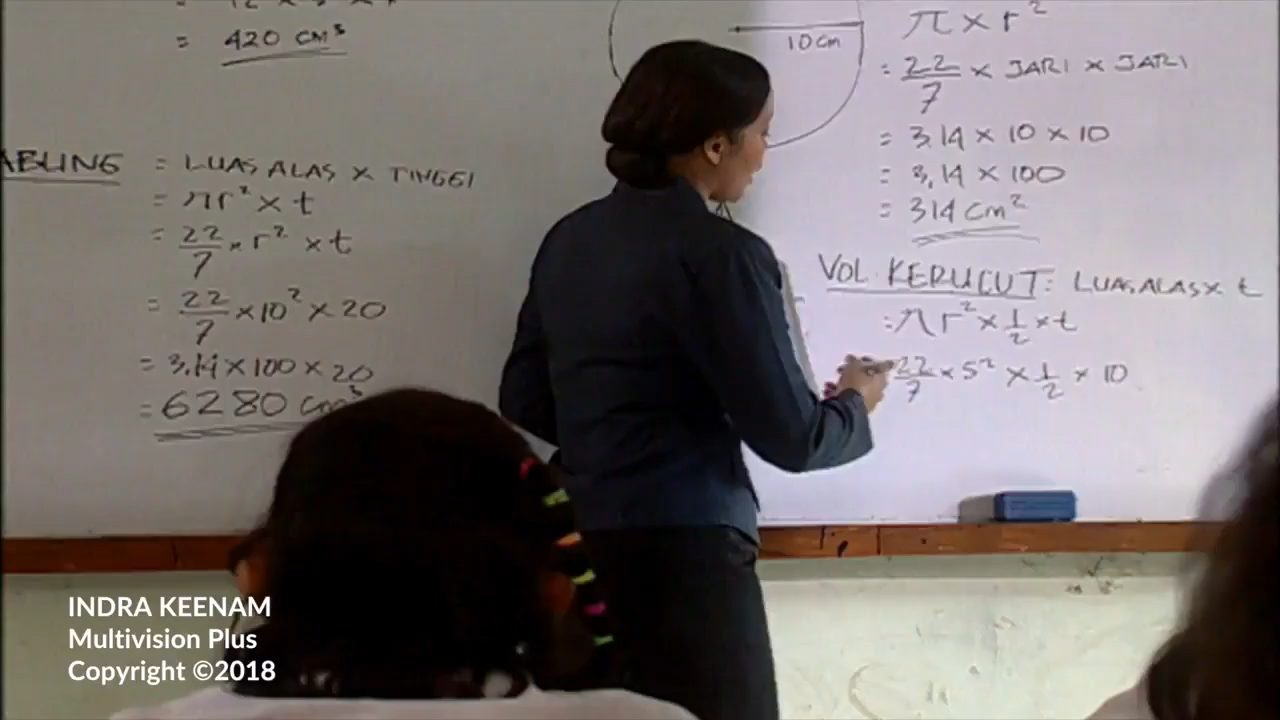 = 420 cm³
= LUAS ALAS x TINGGI
= πr² x t
= 22/7 x r² x t
= 22/7 x 10² x 20
= 3,14 x 100 x 20
= 6280 cm³
10 cm
π x r²
= 22/7 x JARI x JARI
= 3,14 x 10 x 10
= 3,14 x 100
= 314 cm²
VOL. KERUCUT: LUAS ALAS x t
= πr² x 1/2 x t
22/7 x 5² x 1/2 x 10
INDRA KEENAM
Multivision Plus
Copyright ©2018